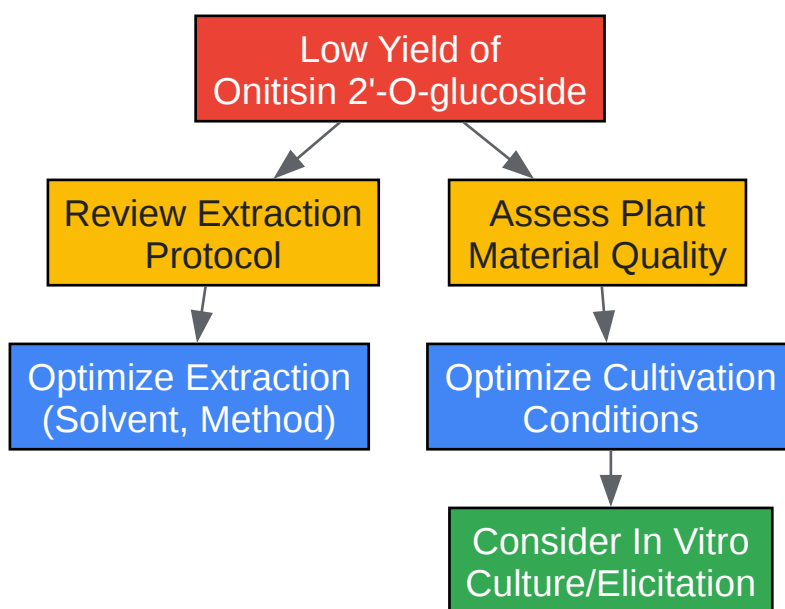 Low Yield of
Onitisin 2'-O-glucoside
Review Extraction
Protocol
Assess Plant
Material Quality
Optimize Extraction
(Solvent, Method)
Optimize Cultivation
Conditions
Consider In Vitro
Culture/Elicitation